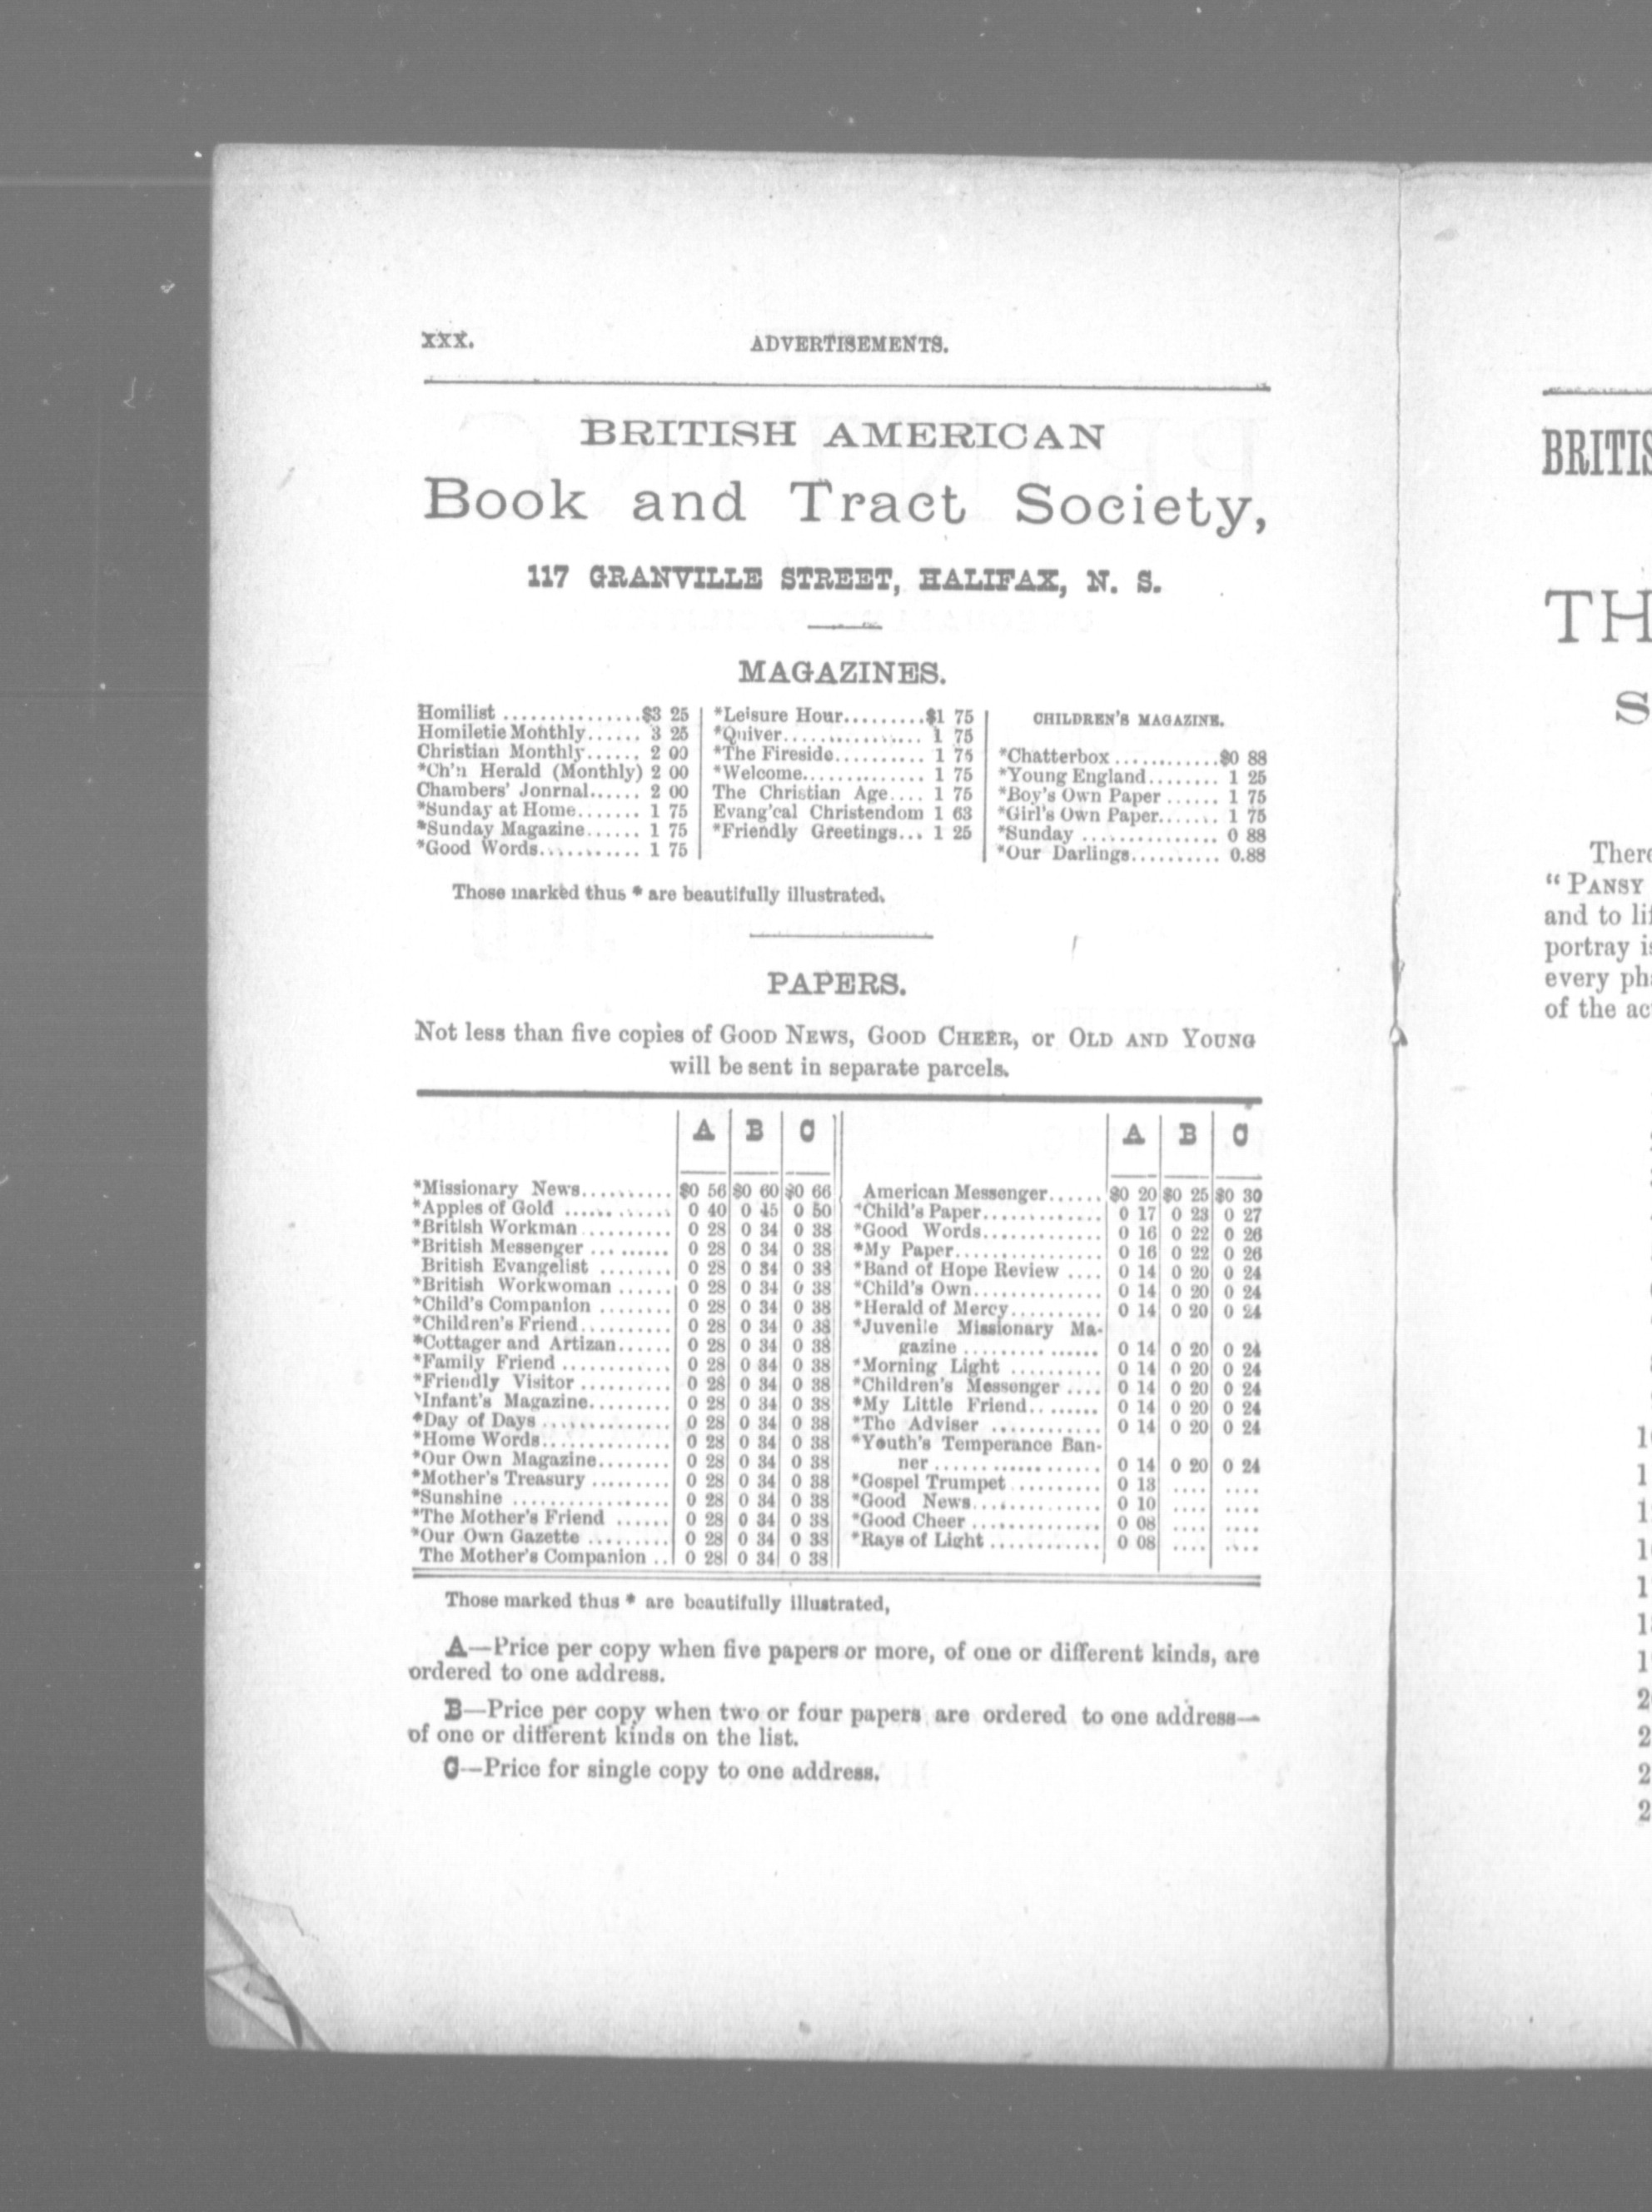 XXX. ADVERTISEMENTS.
BRITISH AMERICAN
Book and Tract Society,
117 GRANVILLE STREET, HALIFAX, N. S.
MAGAZINES.
Homilist ...............$3 25
Homiletie Monthly...... 3 25
Christian Monthly...... 2 00
*Ch'n Herald (Monthly) 2 00
Chambers' Jonrnal...... 2 00
*Sunday at Home....... 1 75
*Sunday Magazine...... 1 75
*Good Words........... 1 75
*Leisure Hour.........$1 75
*Quiver................ 1 75
*The Fireside.......... 1 75
*Welcome.............. 1 75
The Christian Age.... 1 75
Evang'cal Christendom 1 63
*Friendly Greetings... 1 25
CHILDREN'S MAGAZINE.
*Chatterbox ............$0 88
*Young England........ 1 25
*Boy's Own Paper ...... 1 75
*Girl's Own Paper....... 1 75
*Sunday ............... 0 88
*Our Darlings.......... 0.88
Those marked thus * are beautifully illustrated.
PAPERS.
Not less than five copies of GOOD NEWS, GOOD CHEER, or OLD AND YOUNG
will be sent in separate parcels.
A B C
*Missionary News.......... $0 56 $0 60 $0 66
*Apples of Gold ............ 0 40 0 45 0 50
*British Workman .......... 0 28 0 34 0 38
*British Messenger ......... 0 28 0 34 0 38
British Evangelist ........ 0 28 0 34 0 38
*British Workwoman ...... 0 28 0 34 0 38
*Child's Companion ........ 0 28 0 34 0 38
*Children's Friend.......... 0 28 0 34 0 38
*Cottager and Artizan...... 0 28 0 34 0 38
*Family Friend ............ 0 28 0 34 0 38
*Friendly Visitor .......... 0 28 0 34 0 38
*Infant's Magazine......... 0 28 0 34 0 38
*Day of Days .............. 0 28 0 34 0 38
*Home Words.............. 0 28 0 34 0 38
*Our Own Magazine........ 0 28 0 34 0 38
*Mother's Treasury ......... 0 28 0 34 0 38
*Sunshine ................. 0 28 0 34 0 38
*The Mother's Friend ...... 0 28 0 34 0 38
*Our Own Gazette ......... 0 28 0 34 0 38
The Mother's Companion .. 0 28 0 34 0 38
A B C
American Messenger...... $0 20 $0 25 $0 30
*Child's Paper............. 0 17 0 23 0 27
*Good Words............. 0 16 0 22 0 26
*My Paper................ 0 16 0 22 0 26
*Band of Hope Review .... 0 14 0 20 0 24
*Child's Own.............. 0 14 0 20 0 24
*Herald of Mercy.......... 0 14 0 20 0 24
*Juvenile Missionary Ma-
gazine ............... 0 14 0 20 0 24
*Morning Light .......... 0 14 0 20 0 24
*Children's Messenger .... 0 14 0 20 0 24
*My Little Friend........ 0 14 0 20 0 24
*The Adviser ............ 0 14 0 20 0 24
*Youth's Temperance Ban-
ner .................. 0 14 0 20 0 24
*Gospel Trumpet .......... 0 13 .... ....
*Good News.............. 0 10 .... ....
*Good Cheer .............. 0 08 .... ....
*Rays of Light ............ 0 08 .... ....
Those marked thus * are beautifully illustrated,
A—Price per copy when five papers or more, of one or different kinds, are
ordered to one address.
B—Price per copy when two or four papers are ordered to one address—
of one or different kinds on the list.
C—Price for single copy to one address.
BRITIS
TH
S
There
"PANSY
and to lif
portray is
every pha
of the ac